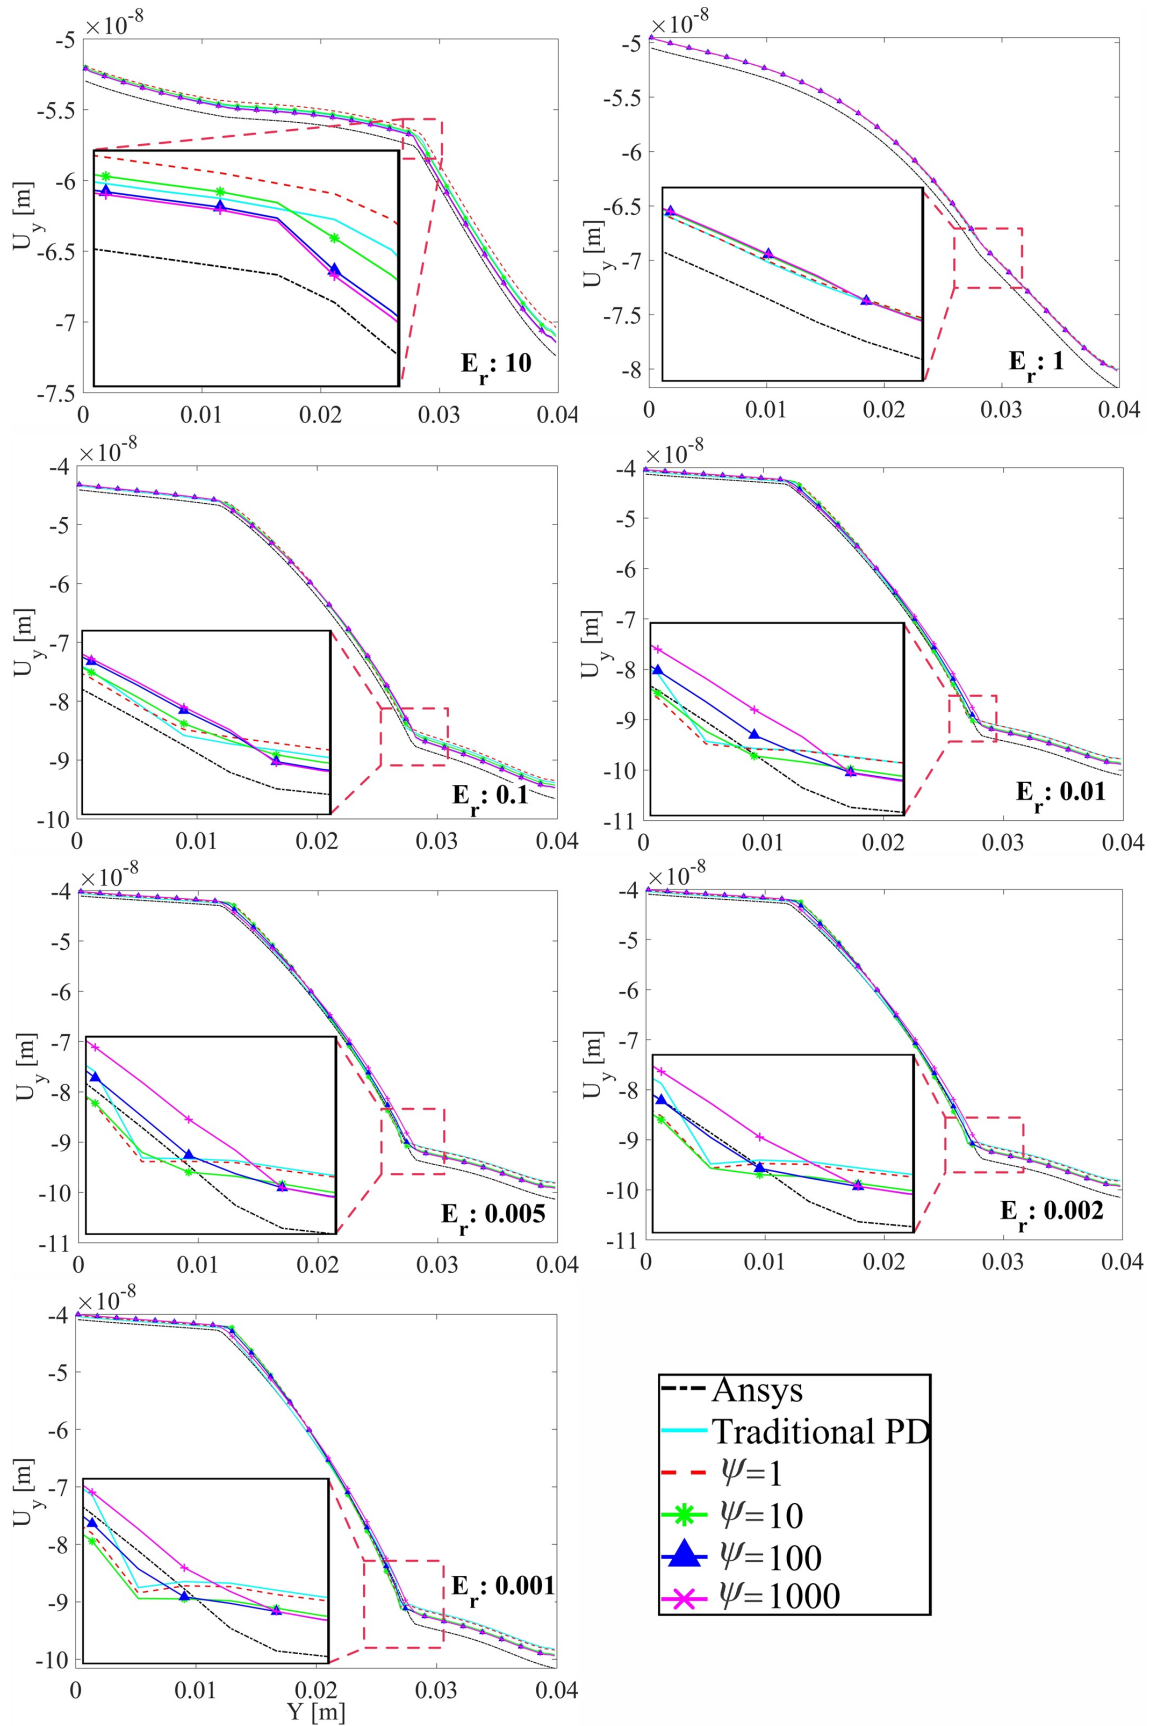 ×10⁻⁸
-5
-5.5
-6
-6.5
-7
-7.5
U_y [m]
E_r: 10
0 0.01 0.02 0.03 0.04
×10⁻⁸
-5
-5.5
-6
-6.5
-7
-7.5
-8
U_y [m]
E_r: 1
0 0.01 0.02 0.03 0.04
×10⁻⁸
-4
-5
-6
-7
-8
-9
-10
U_y [m]
E_r: 0.1
0 0.01 0.02 0.03 0.04
×10⁻⁸
-4
-5
-6
-7
-8
-9
-10
-11
U_y [m]
E_r: 0.01
0 0.01 0.02 0.03 0.04
×10⁻⁸
-4
-5
-6
-7
-8
-9
-10
-11
U_y [m]
E_r: 0.005
0 0.01 0.02 0.03 0.04
×10⁻⁸
-4
-5
-6
-7
-8
-9
-10
-11
U_y [m]
E_r: 0.002
0 0.01 0.02 0.03 0.04
×10⁻⁸
-4
-5
-6
-7
-8
-9
-10
U_y [m]
E_r: 0.001
0 0.01 0.02 0.03 0.04
Y [m]
Ansys
Traditional PD
ψ=1
ψ=10
ψ=100
ψ=1000